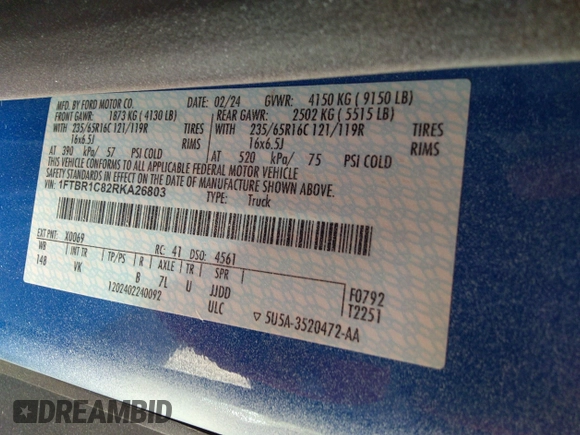 MFD. BY FORD MOTOR CO. DATE: 02/24 GVWR: 4150 KG ( 9150 LB)
FRONT GAWR: 1873 KG ( 4130 LB) REAR GAWR: 2502 KG ( 5515 LB)
WITH 235/65R16C 121/119R TIRES WITH 235/65R16C 121/119R TIRES
16x6.5J RIMS 16x6.5J RIMS
AT 390 kPa/ 57 PSI COLD AT 520 kPa/ 75 PSI COLD
THIS VEHICLE CONFORMS TO ALL APPLICABLE FEDERAL MOTOR VEHICLE
SAFETY STANDARDS IN EFFECT ON THE DATE OF MANUFACTURE SHOWN ABOVE.
VIN: 1FTBR1C82RKA26803
TYPE: Truck
EXT PNT: X0069 RC: 41 DSO: 4561
WB INT TR TP/PS R AXLE TR SPR
148 VK B 7L U JJDD F0792
1202402240092 ULC T2251
▽ 5U5A-3520472-AA
DREAMBID